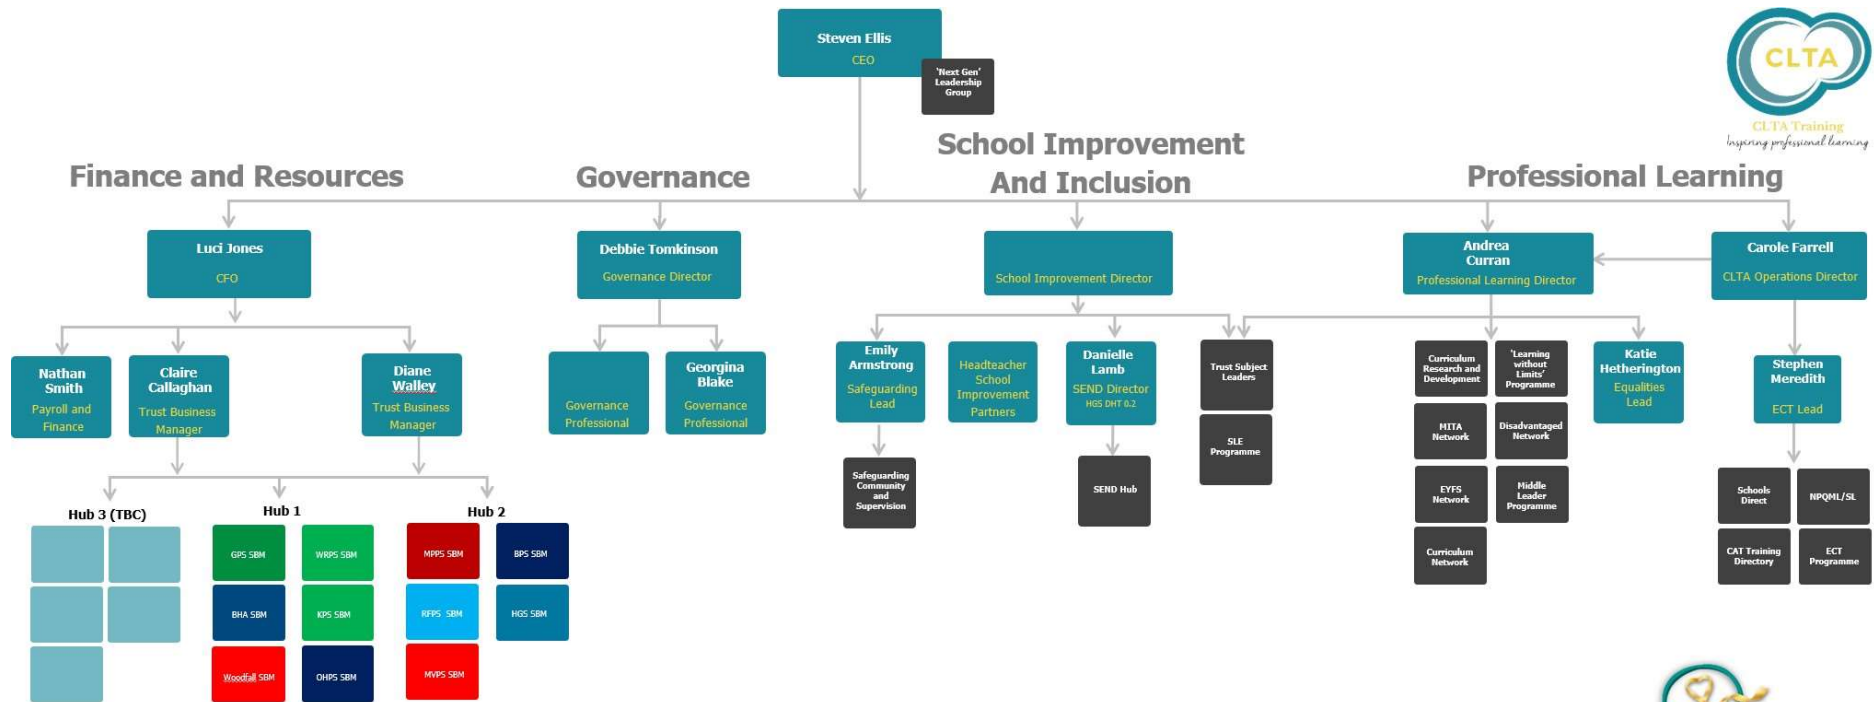 Steven Ellis
CEO
'Next Gen'
Leadership
Group
CLTA
CLTA Training
Inspiring professional learning
Finance and Resources
Governance
School Improvement
And Inclusion
Professional Learning
Luci Jones
CFO
Debbie Tomkinson
Governance Director
School Improvement Director
Andrea
Curran
Professional Learning Director
Carole Farrell
CLTA Operations Director
Nathan
Smith
Payroll and
Finance
Claire
Callaghan
Trust Business
Manager
Diane
Walley
Trust Business
Manager
Governance
Professional
Georgina
Blake
Governance
Professional
Emily
Armstrong
Safeguarding
Lead
Headteacher
School
Improvement
Partners
Danielle
Lamb
SEND Director
HGS DHT 0.2
Trust Subject
Leaders
SLE
Programme
Curriculum
Research and
Development
'Learning
without
Limits'
Programme
Katie
Hetherington
Equalities
Lead
Stephen
Meredith
ECT Lead
MITA
Network
Disadvantaged
Network
EYFS
Network
Middle
Leader
Programme
Curriculum
Network
Safeguarding
Community
and
Supervision
SEND Hub
Schools
Direct
NPQML/SL
CAT Training
Directory
ECT
Programme
Hub 3 (TBC)
Hub 1
Hub 2
GPS SBM
WRPS SBM
MPPS SBM
BPS SBM
BHA SBM
KPS SBM
RFPS SBM
HGS SBM
Woodfall SBM
OHPS SBM
MVPS SBM